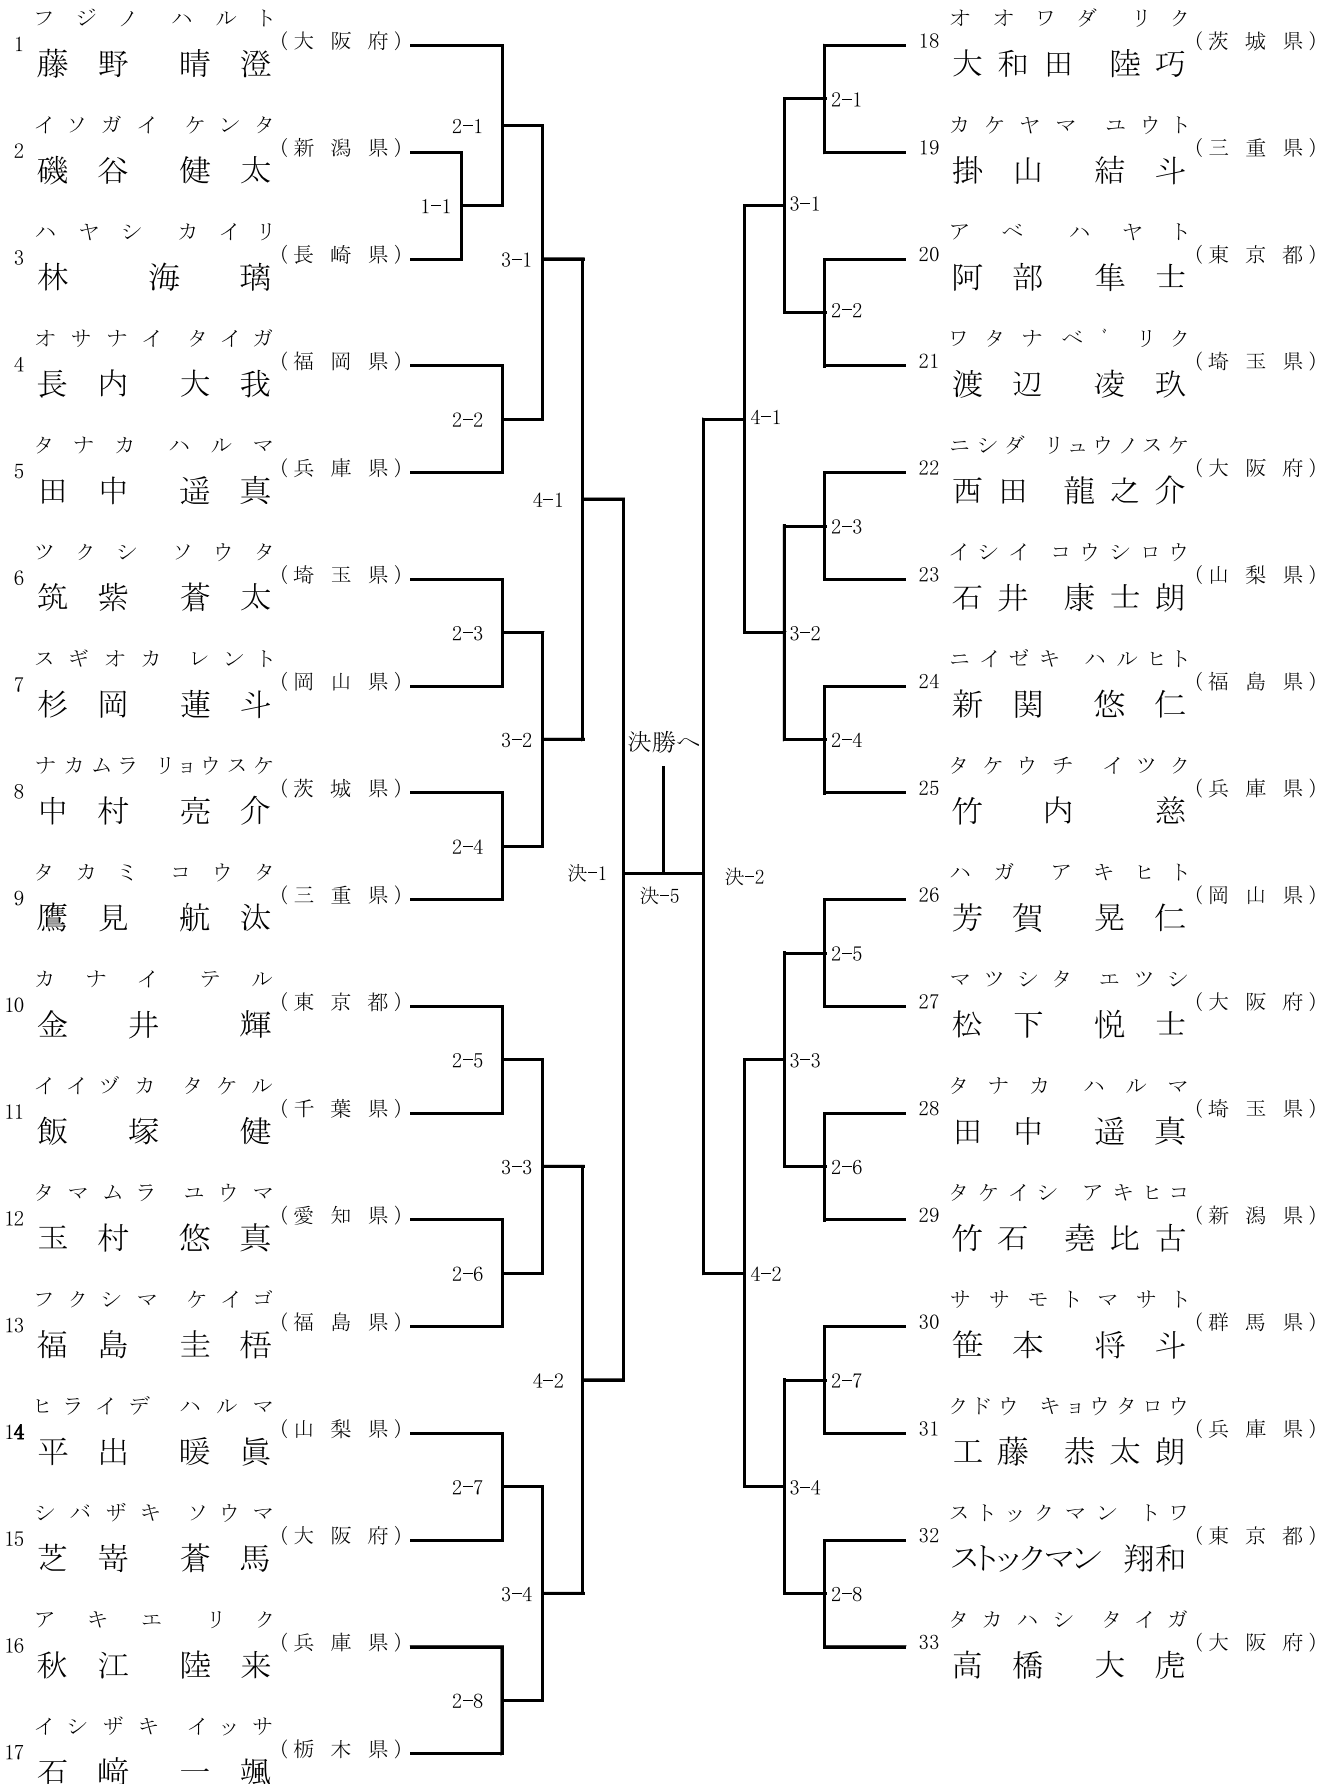 フジノ ハルト
1 藤野 晴澄 (大阪府)
イソガイ ケンタ
2 磯谷 健太 (新潟県)
ハヤシ カイリ
3 林 海璃 (長崎県)
オサナイ タイガ
4 長内 大我 (福岡県)
タナカ ハルマ
5 田中 遥真 (兵庫県)
ツクシ ソウタ
6 筑紫 蒼太 (埼玉県)
スギオカ レント
7 杉岡 蓮斗 (岡山県)
ナカムラ リョウスケ
8 中村 亮介 (茨城県)
タカミ コウタ
9 鷹見 航汰 (三重県)
カナイ テル
10 金井 輝 (東京都)
イイヅカ タケル
11 飯塚 健 (千葉県)
タマムラ ユウマ
12 玉村 悠真 (愛知県)
フクシマ ケイゴ
13 福島 圭梧 (福島県)
ヒライデ ハルマ
14 平出 暖眞 (山梨県)
シバザキ ソウマ
15 芝嵜 蒼馬 (大阪府)
アキエ リク
16 秋江 陸来 (兵庫県)
イシザキ イッサ
17 石﨑 一颯 (栃木県)
2-1
1-1
3-1
2-2
4-1
2-3
3-2
2-4
決-1
2-5
3-3
2-6
4-2
2-7
3-4
2-8
決勝へ
決-5
決-2
2-1
3-1
2-2
4-1
2-3
3-2
2-4
2-5
3-3
2-6
4-2
2-7
3-4
2-8
オオワダ リク
18 大和田 陸巧 (茨城県)
カケヤマ ユウト
19 掛山 結斗 (三重県)
アベ ハヤト
20 阿部 隼士 (東京都)
ワタナベ゛ リク
21 渡辺 凌玖 (埼玉県)
ニシダ リュウノスケ
22 西田 龍之介 (大阪府)
イシイ コウシロウ
23 石井 康士朗 (山梨県)
ニイゼキ ハルヒト
24 新関 悠仁 (福島県)
タケウチ イツク
25 竹内 慈 (兵庫県)
ハガ アキヒト
26 芳賀 晃仁 (岡山県)
マツシタ エツシ
27 松下 悦士 (大阪府)
タナカ ハルマ
28 田中 遥真 (埼玉県)
タケイシ アキヒコ
29 竹石 堯比古 (新潟県)
ササモトマサト
30 笹本 将斗 (群馬県)
クドウ キョウタロウ
31 工藤 恭太朗 (兵庫県)
ストックマン トワ
32 ストックマン 翔和 (東京都)
タカハシ タイガ
33 高橋 大虎 (大阪府)